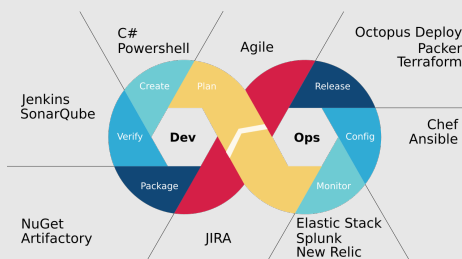 C#
Powershell
Agile
Octopus Deploy
Packer
Terraform
Create
Plan
Release
Jenkins
SonarQube
Verify
Dev
Ops
Config
Chef
Ansible
Package
Monitor
NuGet
Artifactory
JIRA
Elastic Stack
Splunk
New Relic